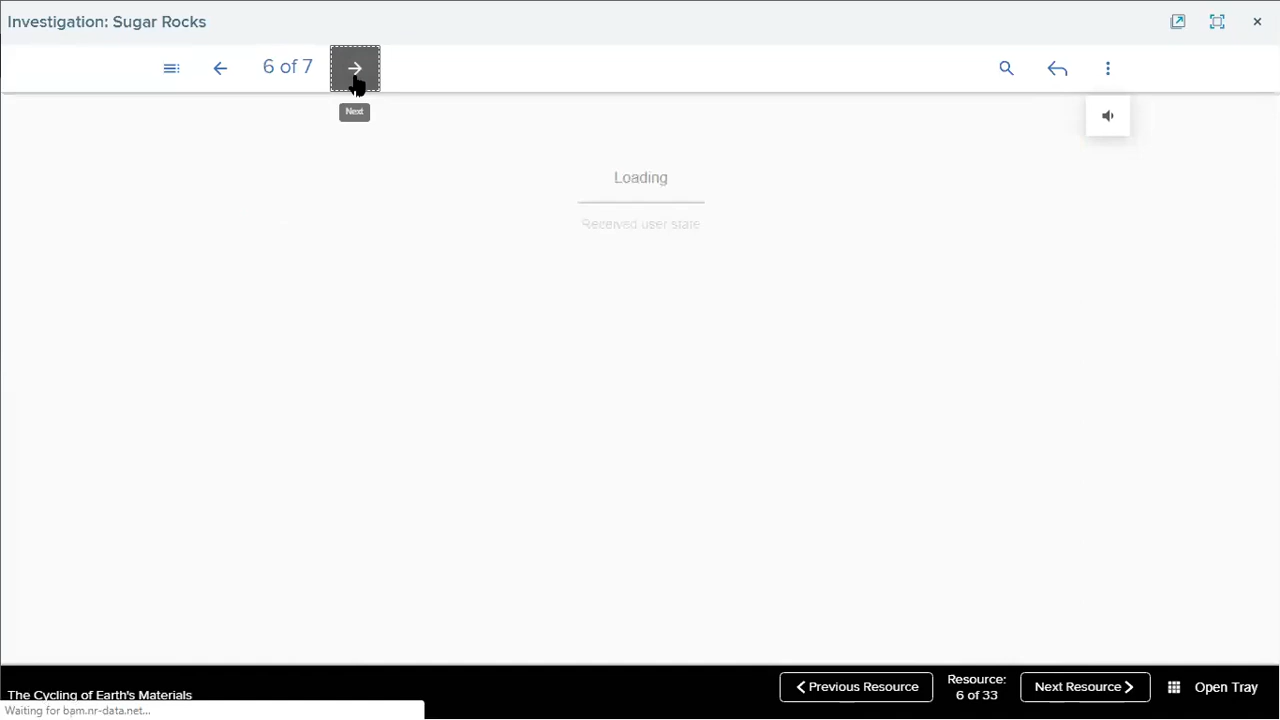 Investigation: Sugar Rocks
6 of 7
Next
Loading
Received user state
The Cycling of Earth's Materials
Previous Resource
Resource:
6 of 33
Next Resource
Open Tray
Waiting for bam.nr-data.net...